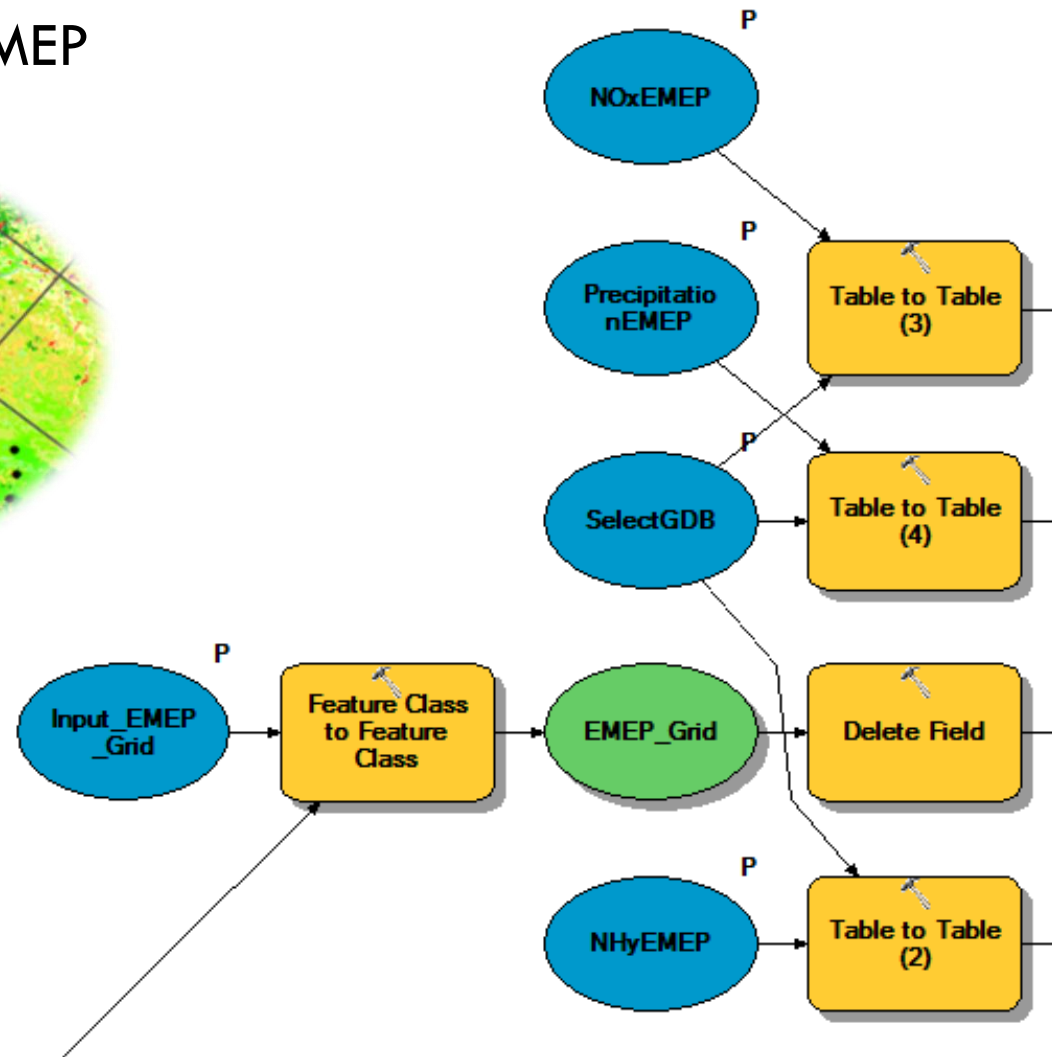 MEP
P
NOxEMEP
P
Precipitatio
nEMEP
Table to Table
(3)
P
SelectGDB
Table to Table
(4)
P
Input_EMEP
_Grid
Feature Class
to Feature
Class
EMEP_Grid
Delete Field
P
NHyEMEP
Table to Table
(2)